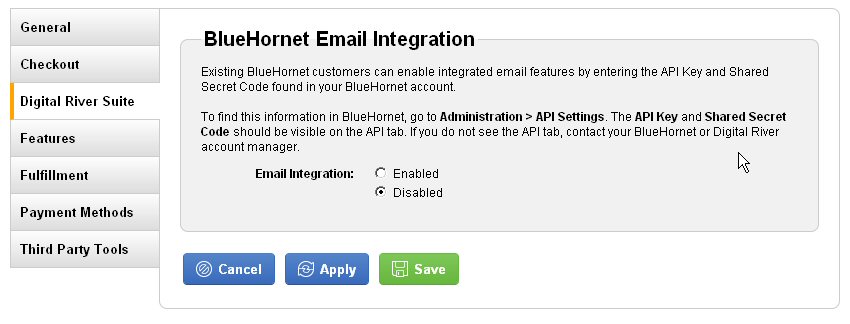 General
Checkout
Digital River Suite
Features
Fulfillment
Payment Methods
Third Party Tools
BlueHornet Email Integration
Existing BlueHornet customers can enable integrated email features by entering the API Key and Shared
Secret Code found in your BlueHornet account.
To find this information in BlueHornet, go to Administration > API Settings. The API Key and Shared Secret
Code should be visible on the API tab. If you do not see the API tab, contact your BlueHornet or Digital River
account manager.
Email Integration: Enabled
Disabled
Cancel Apply Save